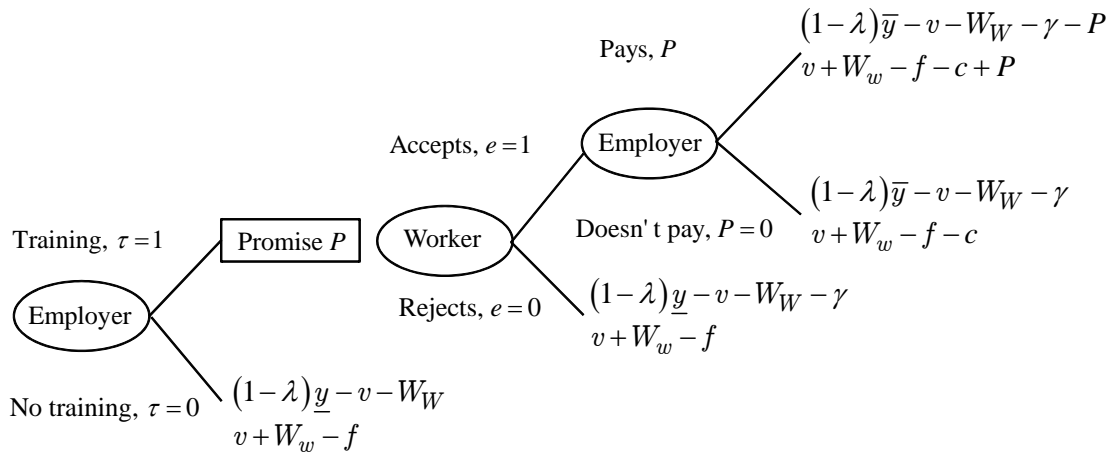 (1−λ)y̅ − v − W_W − γ − P
v + W_w − f − c + P
Pays, P
Accepts, e = 1
Employer
(1−λ)y̅ − v − W_W − γ
v + W_w − f − c
Doesn't pay, P = 0
Training, τ = 1
Promise P
Worker
Rejects, e = 0
(1−λ)y̲ − v − W_W − γ
v + W_w − f
Employer
No training, τ = 0
(1−λ)y̲ − v − W_W
v + W_w − f